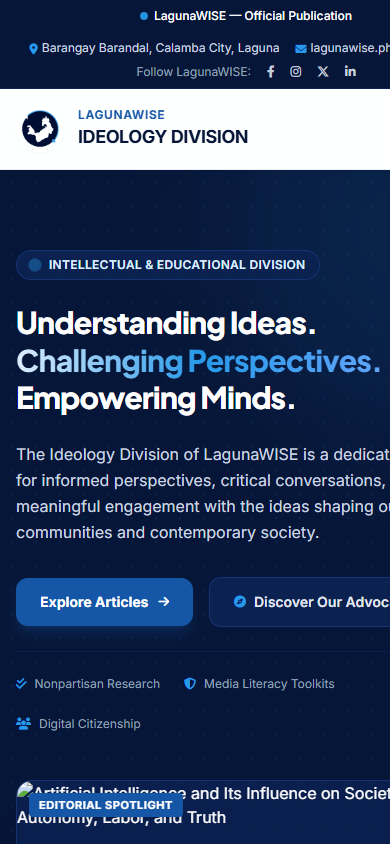 LagunaWISE — Official Publication
Barangay Barandal, Calamba City, Laguna lagunawise.ph
Follow LagunaWISE:
LAGUNAWISE
IDEOLOGY DIVISION
INTELLECTUAL & EDUCATIONAL DIVISION
Understanding Ideas.
Challenging Perspectives.
Empowering Minds.
The Ideology Division of LagunaWISE is a dedicat
for informed perspectives, critical conversations,
meaningful engagement with the ideas shaping ou
communities and contemporary society.
Explore Articles
Discover Our Advoc
Nonpartisan Research
Media Literacy Toolkits
Digital Citizenship
Artificial Intelligence and Its Influence on Societ
EDITORIAL SPOTLIGHT
Autonomy, Labor, and Truth